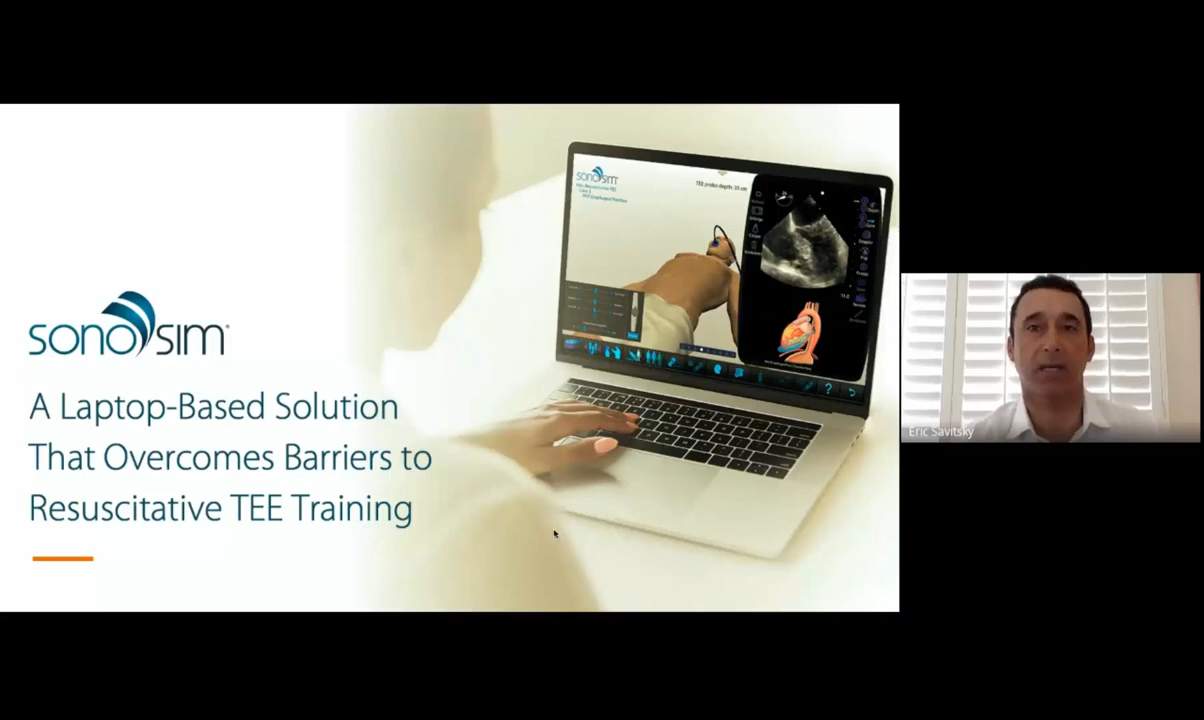 sonosim®
A Laptop-Based Solution
That Overcomes Barriers to
Resuscitative TEE Training
sonosim
TEE probe depth: 35 cm
Eric Savitsky